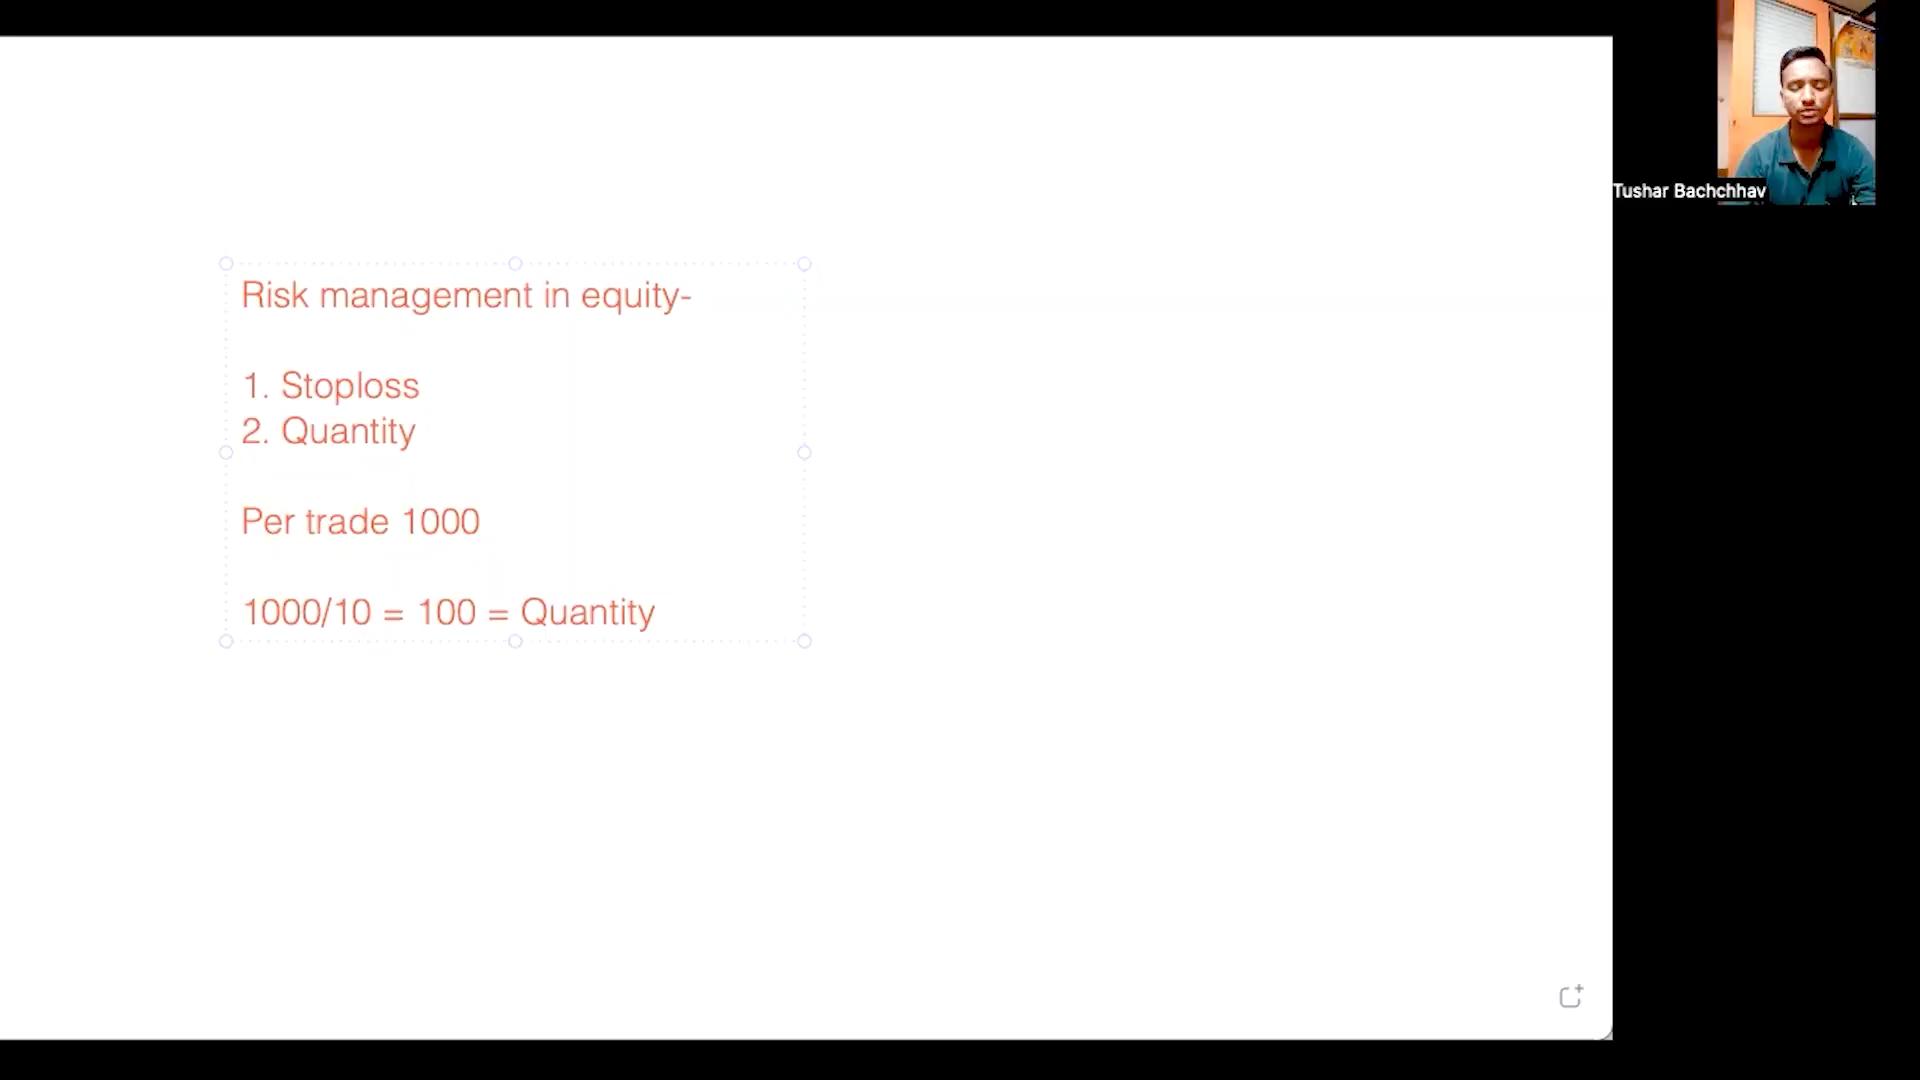 Risk management in equity-
1. Stoploss
2. Quantity
Per trade 1000
1000/10 = 100 = Quantity
Tushar Bachchhav